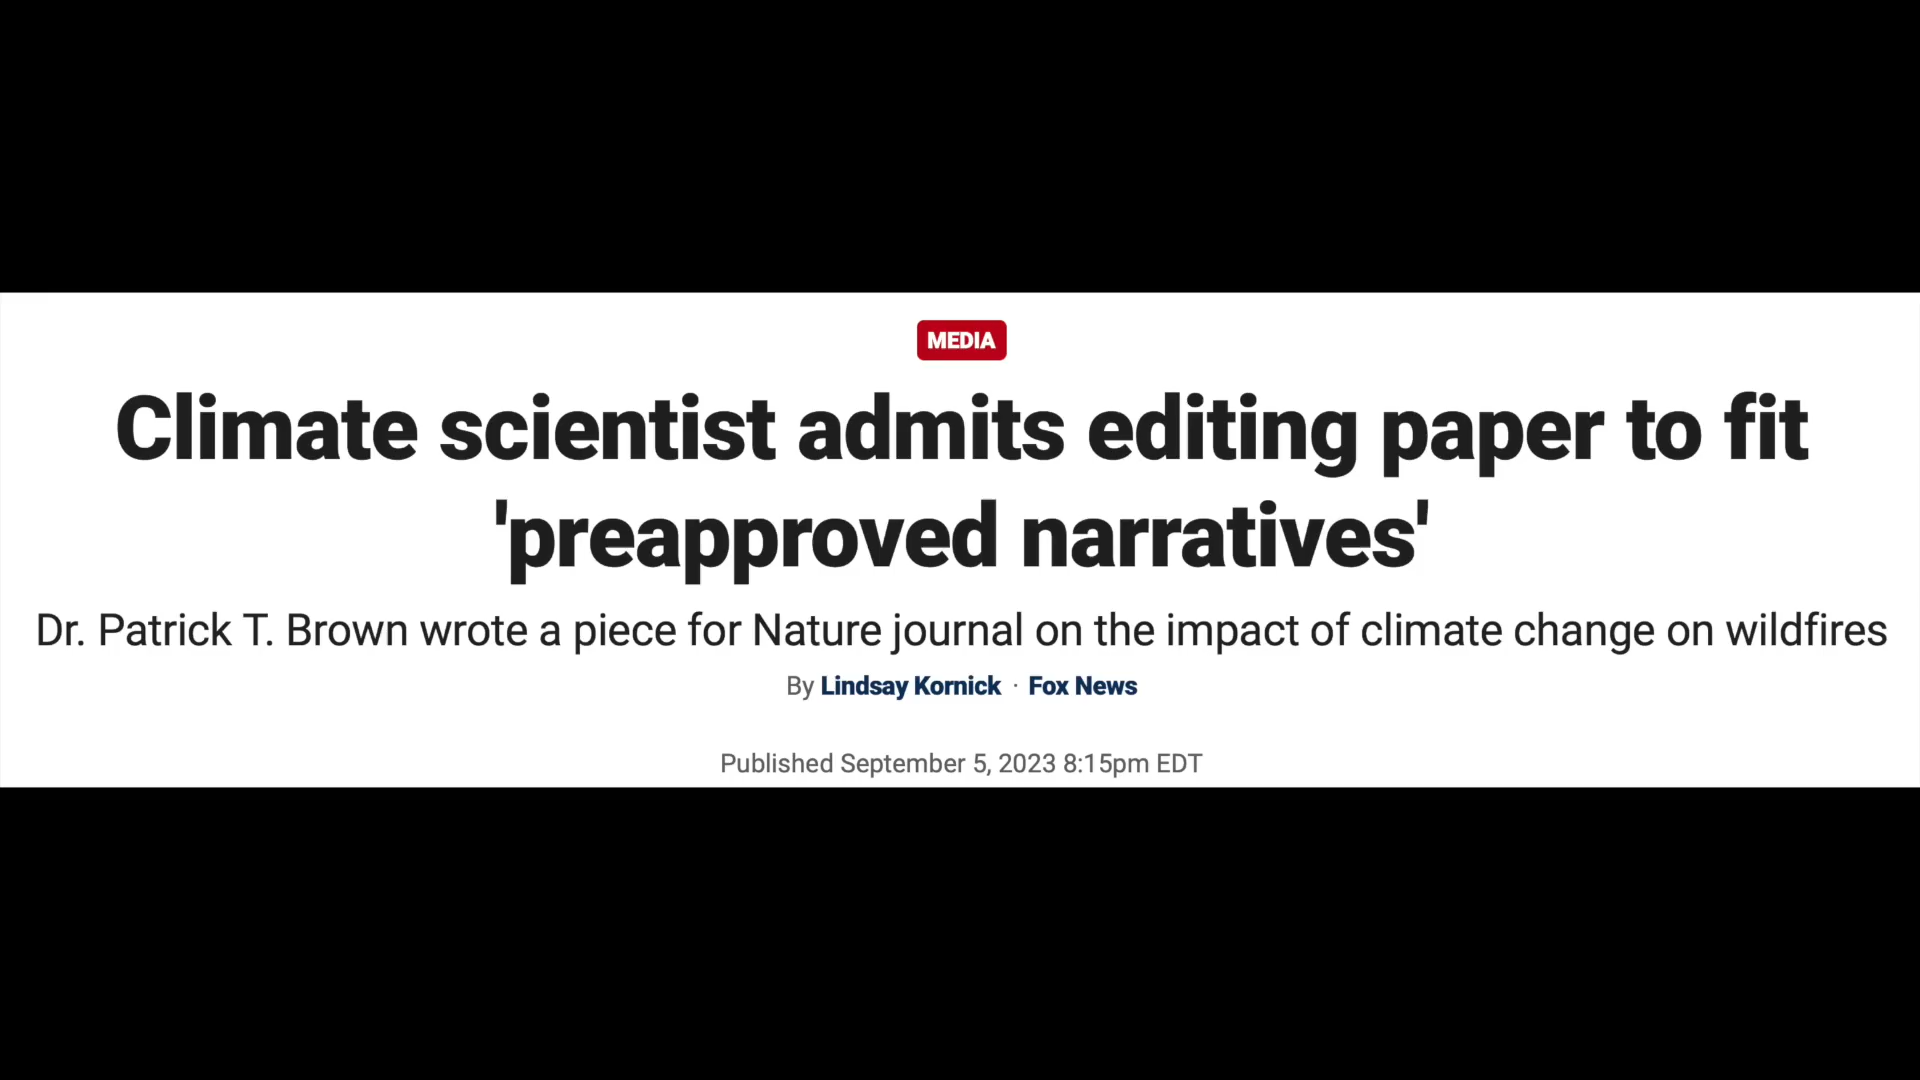 MEDIA
Climate scientist admits editing paper to fit
'preapproved narratives'
Dr. Patrick T. Brown wrote a piece for Nature journal on the impact of climate change on wildfires
By Lindsay Kornick · Fox News
Published September 5, 2023 8:15pm EDT